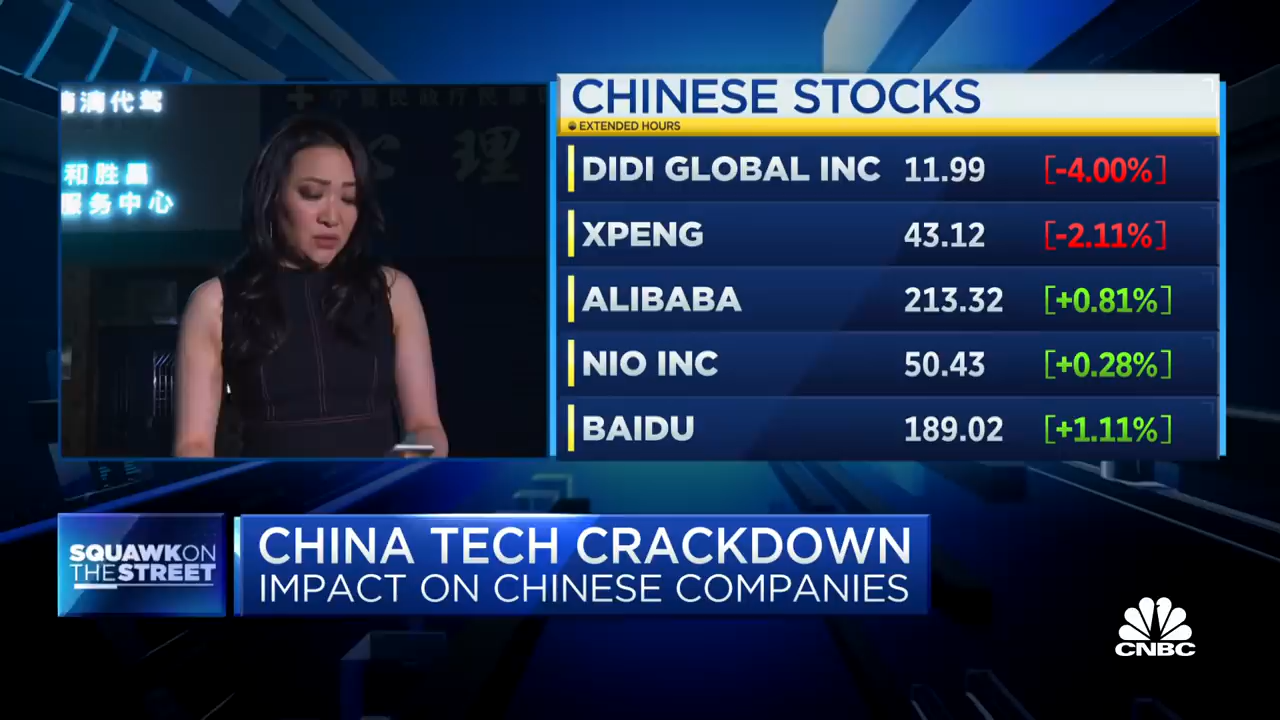 滴代驾
和胜昌
服务中心
理
CHINESE STOCKS
EXTENDED HOURS
DIDI GLOBAL INC 11.99 [-4.00%]
XPENG 43.12 [-2.11%]
ALIBABA 213.32 [+0.81%]
NIO INC 50.43 [+0.28%]
BAIDU 189.02 [+1.11%]
SQUAWK ON
THE STREET
CHINA TECH CRACKDOWN
IMPACT ON CHINESE COMPANIES
CNBC